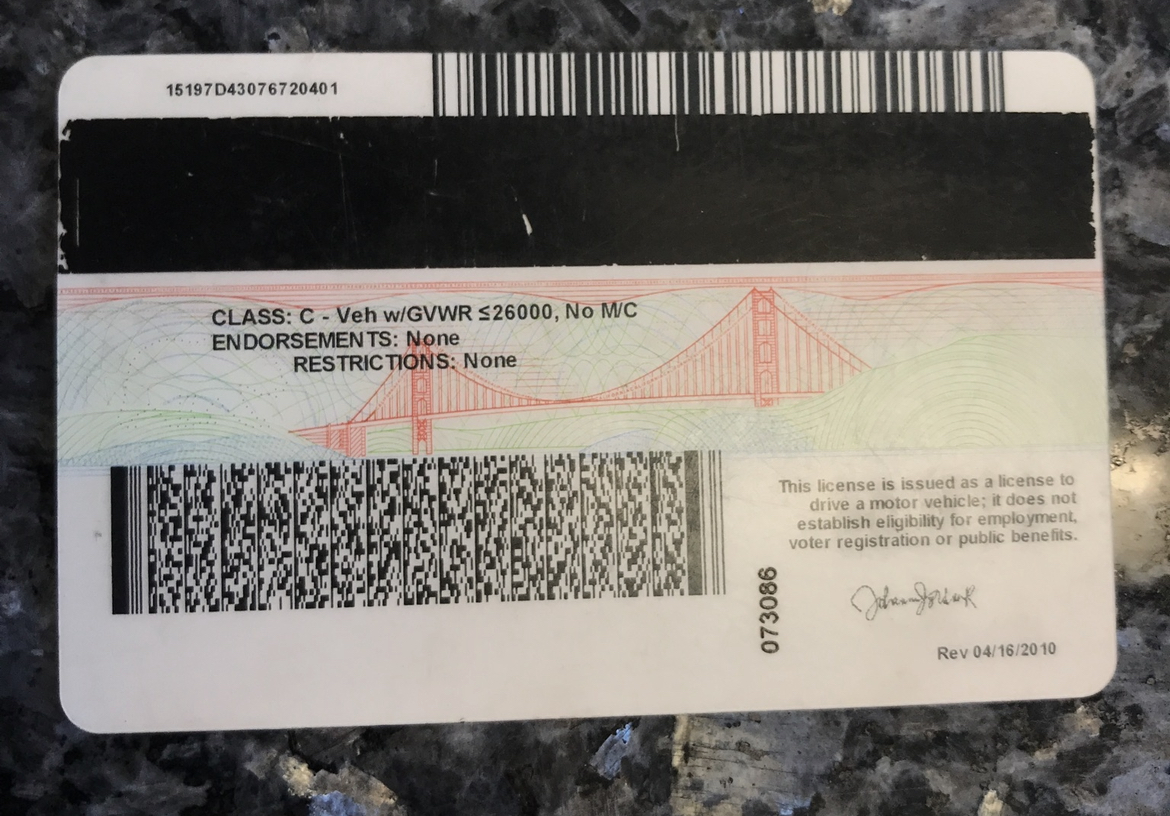 15197D43076720401
CLASS: C - Veh w/GVWR ≤26000, No M/C
ENDORSEMENTS: None
RESTRICTIONS: None
This license is issued as a license to
drive a motor vehicle; it does not
establish eligibility for employment,
voter registration or public benefits.
073086
Rev 04/16/2010